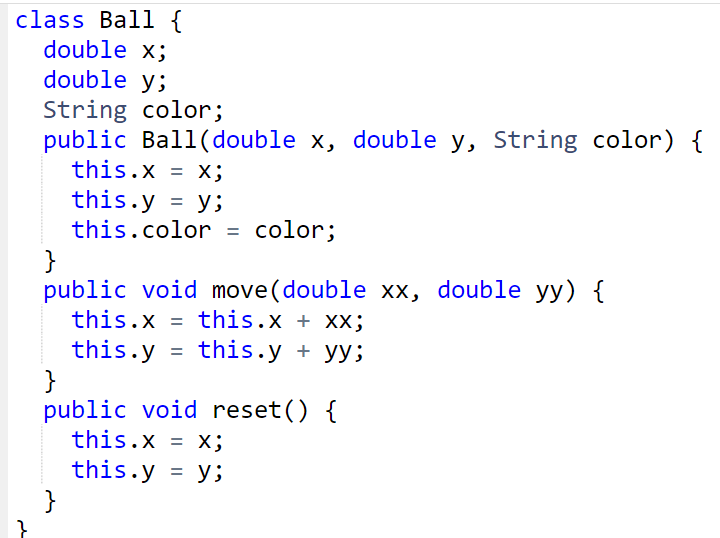 class Ball {
  double x;
  double y;
  String color;
  public Ball(double x, double y, String color) {
    this.x = x;
    this.y = y;
    this.color = color;
  }
  public void move(double xx, double yy) {
    this.x = this.x + xx;
    this.y = this.y + yy;
  }
  public void reset() {
    this.x = x;
    this.y = y;
  }
}